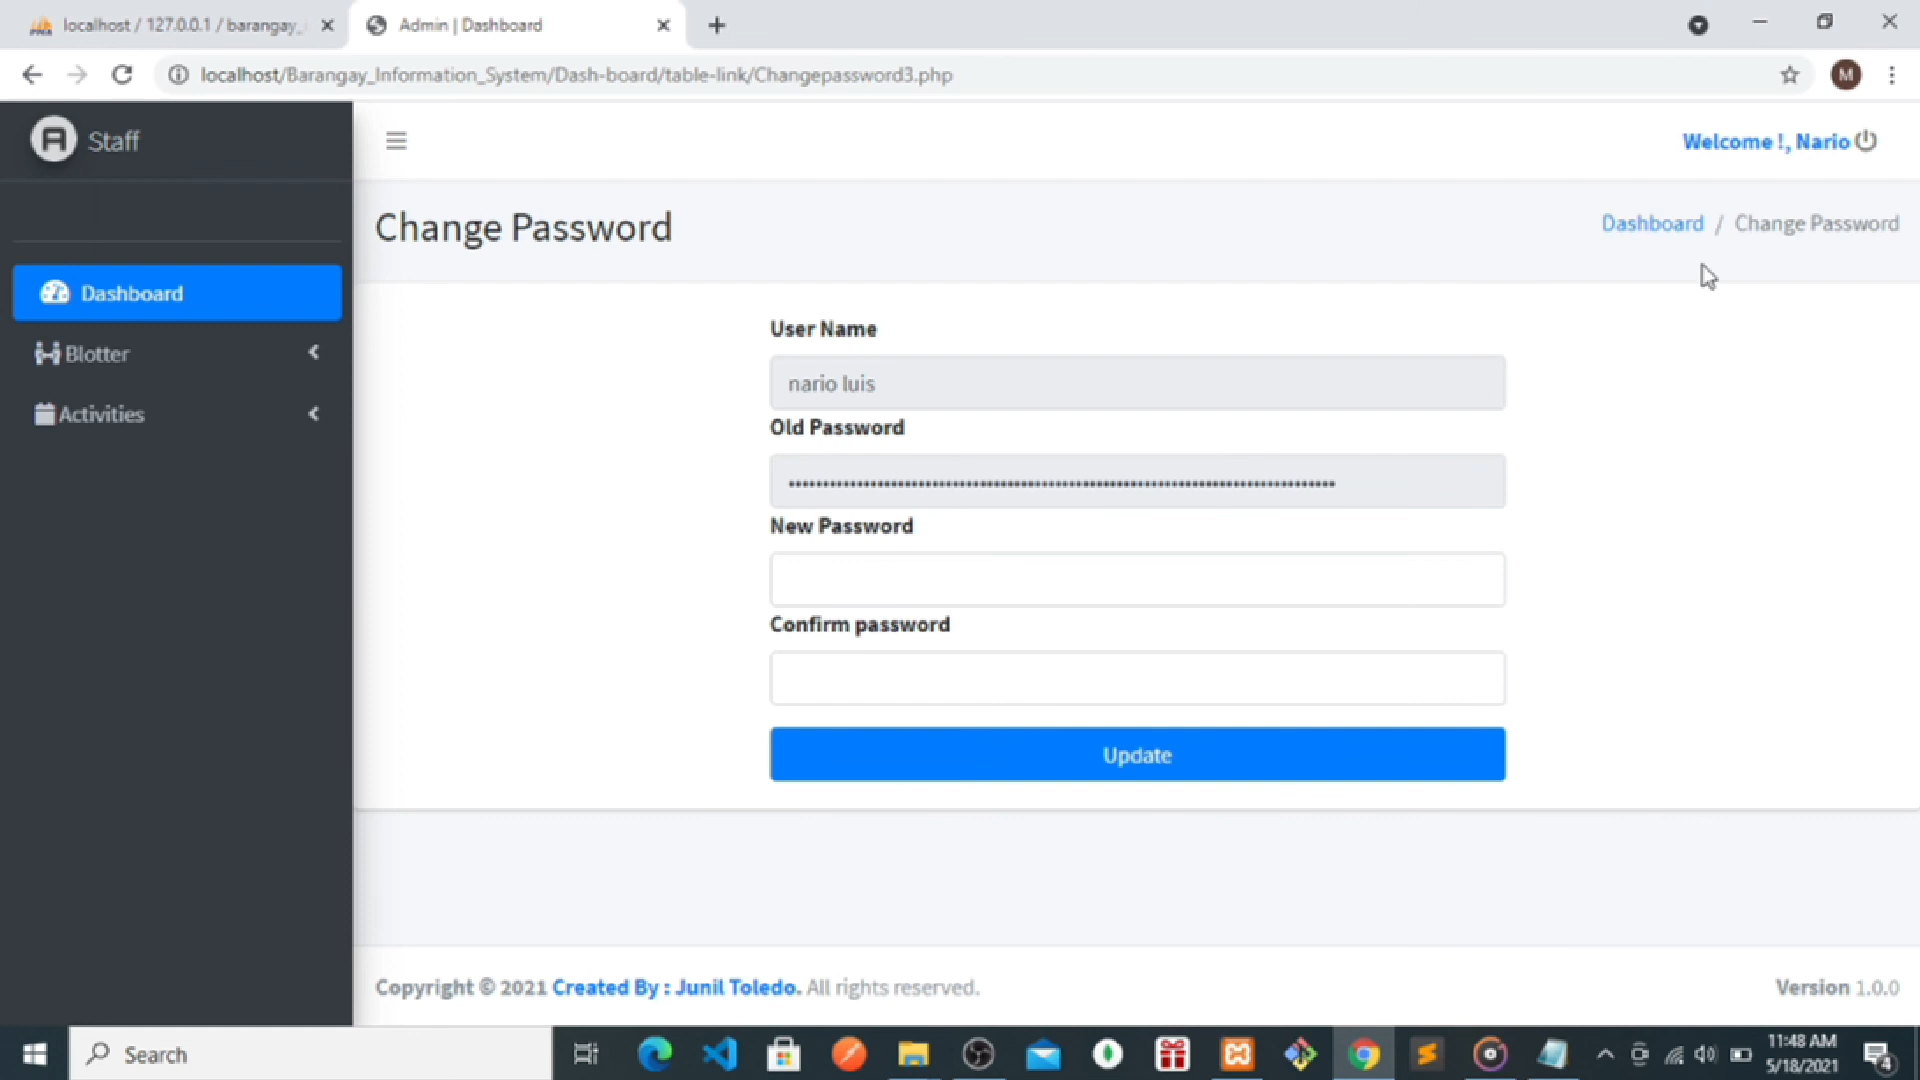 localhost / 127.0.0.1 / barangay_
Admin | Dashboard
localhost/Barangay_Information_System/Dash-board/table-link/Changepassword3.php
M
Staff
Welcome !, Nario
Change Password
Dashboard / Change Password
Dashboard
Blotter
Activities
User Name
nario luis
Old Password
New Password
Confirm password
Update
Copyright © 2021 Created By : Junil Toledo. All rights reserved.
Version 1.0.0
Search
11:48 AM
5/18/2021
4